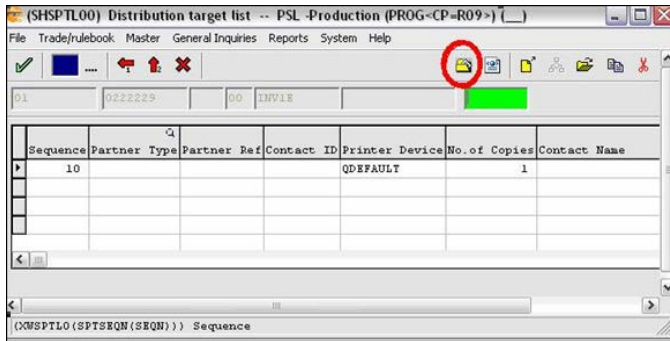 (SHSPTL00) Distribution target list -- PSL -Production (PROG<CP=R09>) (__)
File Trade/rulebook Master General Inquiries Reports System Help
....
01 0222229 00 INV1E
Sequence Partner Type Partner Ref Contact ID Printer Device No.of Copies Contact Name
10 QDEFAULT 1
(XWSPTL0(SPTSEQN(SEQN))) Sequence